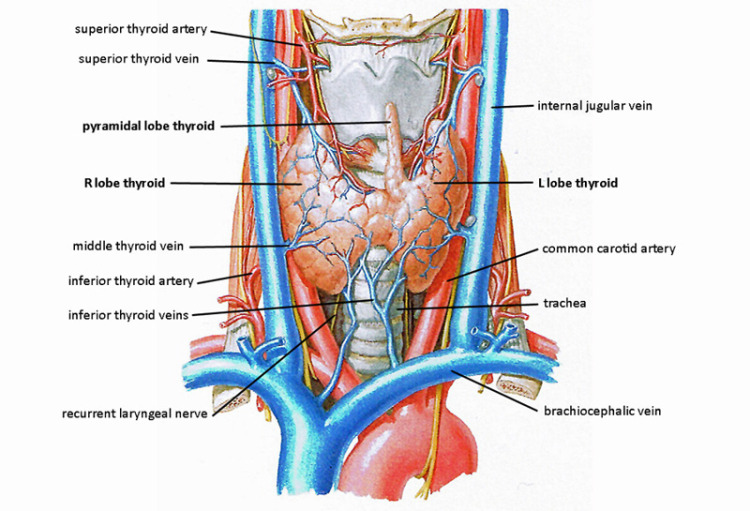 superior thyroid artery
superior thyroid vein
pyramidal lobe thyroid
R lobe thyroid
middle thyroid vein
inferior thyroid artery
inferior thyroid veins
recurrent laryngeal nerve
internal jugular vein
L lobe thyroid
common carotid artery
trachea
brachiocephalic vein